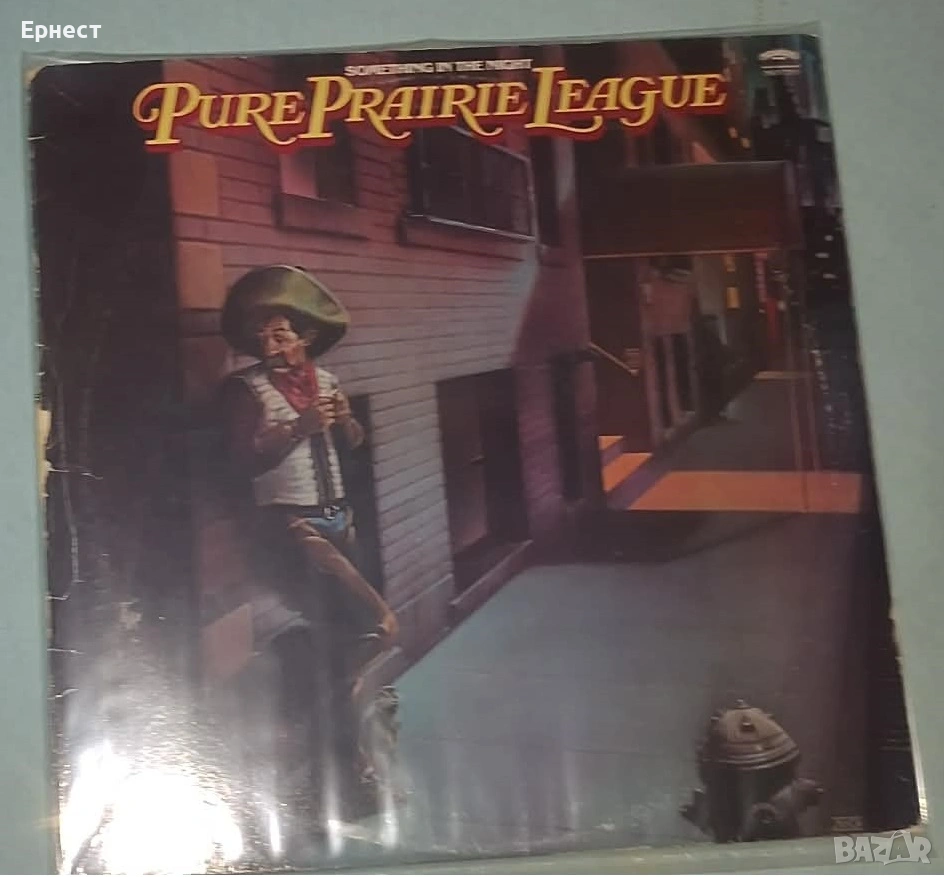 Ернест
SOMETHING IN THE NIGHT
PURE PRAIRIE LEAGUE
BAZAR